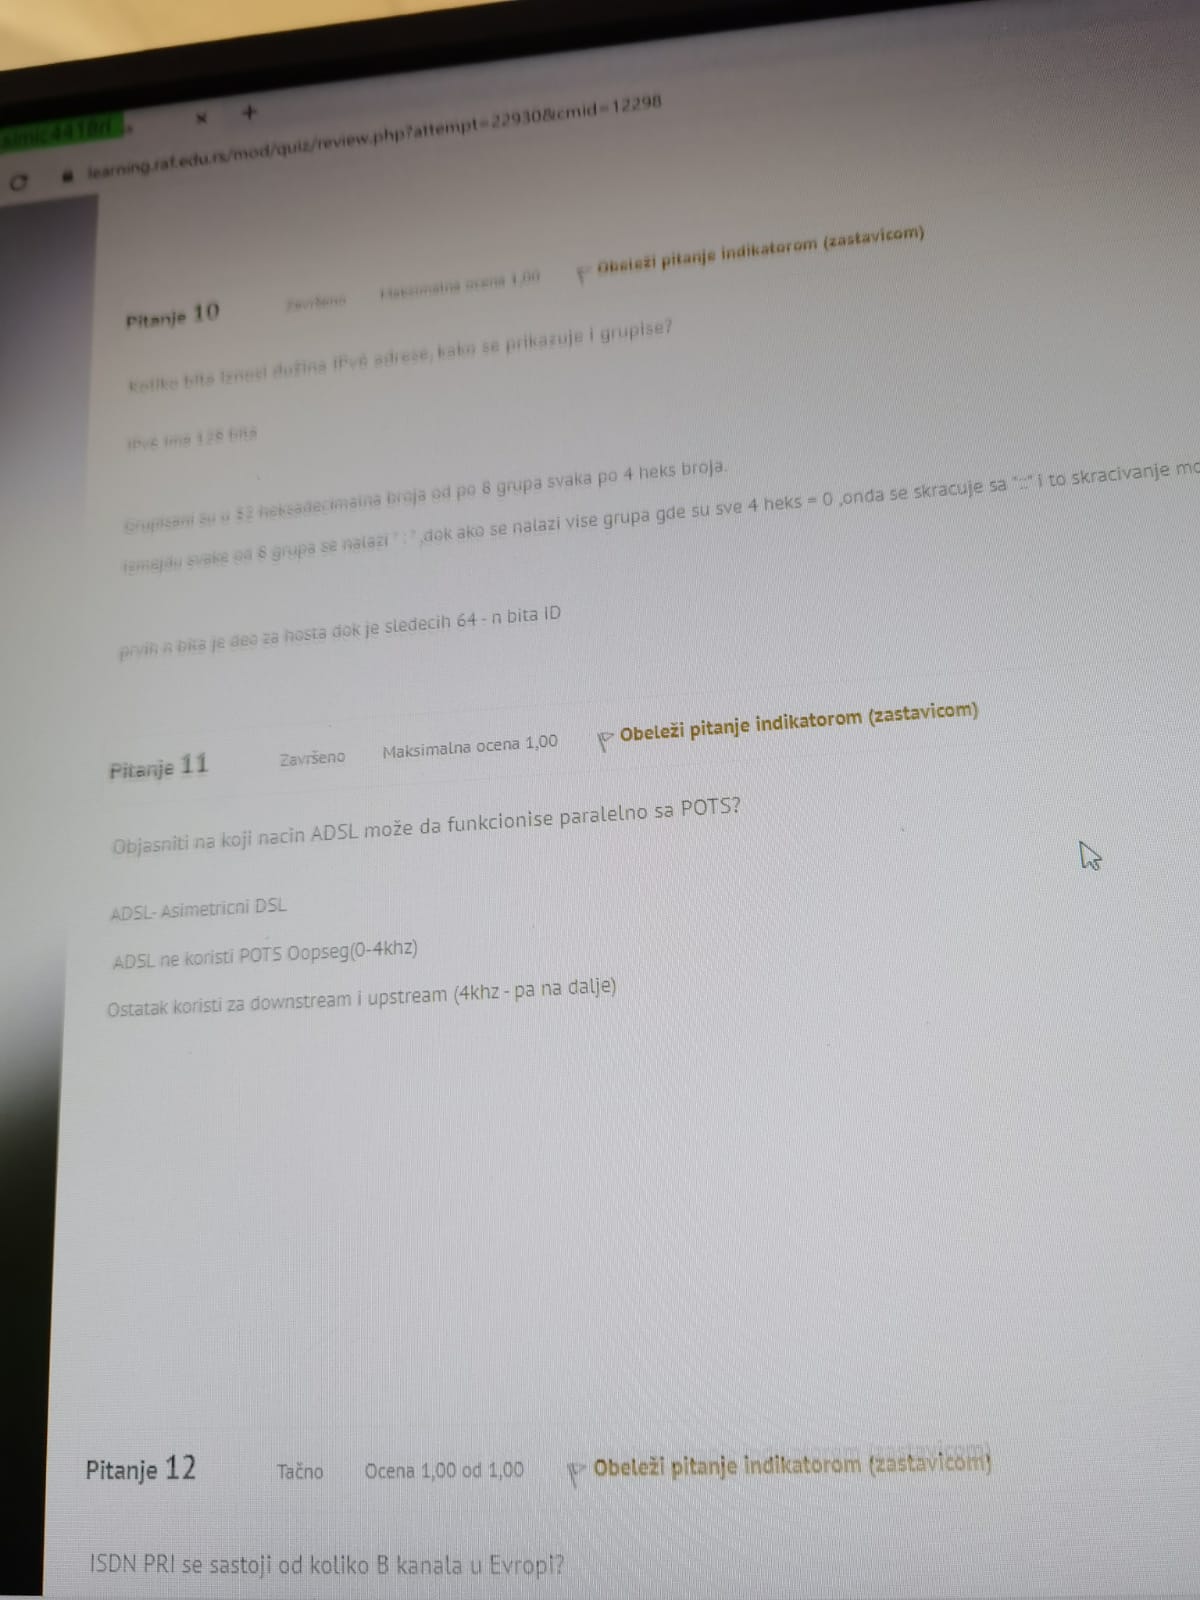 learning.raf.edu.rs/mod/quiz/review.php?attempt=22930&cmid=12298
Pitanje 10
Završeno
Maksimalna ocena 1,00
Obeleži pitanje indikatorom (zastavicom)
Koliko bita iznosi dužina IPv6 adrese, kako se prikazuje i grupise?
IPv6 ima 128 bita
Grupisani su u 32 heksadecimalna broja od po 8 grupa svaka po 4 heks broja.
izmejdu svake od 8 grupa se nalazi " : " ,dok ako se nalazi vise grupa gde su sve 4 heks = 0 ,onda se skracuje sa "::" i to skracivanje
prvih n bita je deo za hosta dok je sledecih 64 - n bita ID
Pitanje 11
Završeno
Maksimalna ocena 1,00
Obeleži pitanje indikatorom (zastavicom)
Objasniti na koji nacin ADSL može da funkcionise paralelno sa POTS?
ADSL- Asimetricni DSL
ADSL ne koristi POTS Oopseg(0-4khz)
Ostatak koristi za downstream i upstream (4khz - pa na dalje)
Pitanje 12
Tačno
Ocena 1,00 od 1,00
Obeleži pitanje indikatorom (zastavicom)
ISDN PRI se sastoji od koliko B kanala u Evropi?